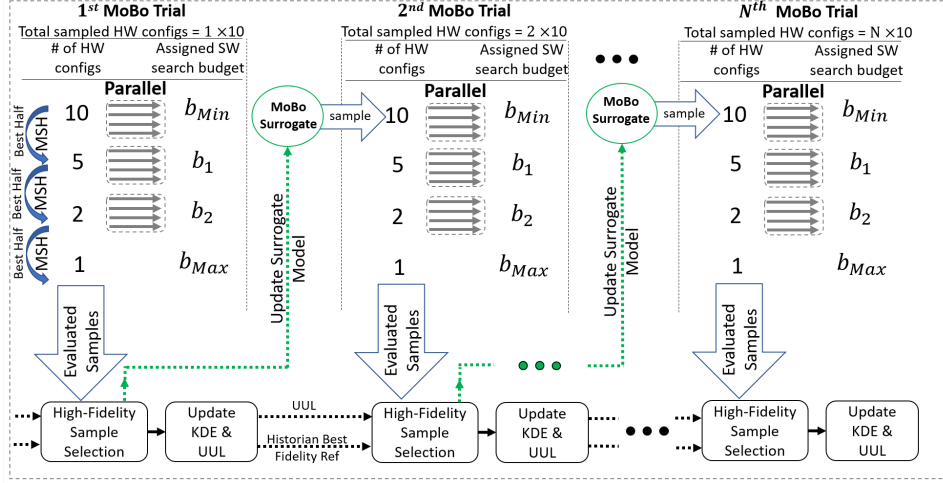 1st MoBo Trial
Total sampled HW configs = 1 ×10
# of HW configs
Assigned SW search budget
Parallel
10
bMin
5
b1
2
b2
1
bMax
Best Half
MSH
Best Half
MSH
Best Half
MSH
Evaluated Samples
MoBo Surrogate
sample
Update Surrogate Model
2nd MoBo Trial
Total sampled HW configs = 2 ×10
# of HW configs
Assigned SW search budget
Parallel
10
bMin
5
b1
2
b2
1
bMax
Evaluated Samples
MoBo Surrogate
sample
Update Surrogate Model
Nth MoBo Trial
Total sampled HW configs = N ×10
# of HW configs
Assigned SW search budget
Parallel
10
bMin
5
b1
2
b2
1
bMax
Evaluated Samples
High-Fidelity
Sample
Selection
Update
KDE &
UUL
UUL
Historian Best
Fidelity Ref
High-Fidelity
Sample
Selection
Update
KDE &
UUL
High-Fidelity
Sample
Selection
Update
KDE &
UUL